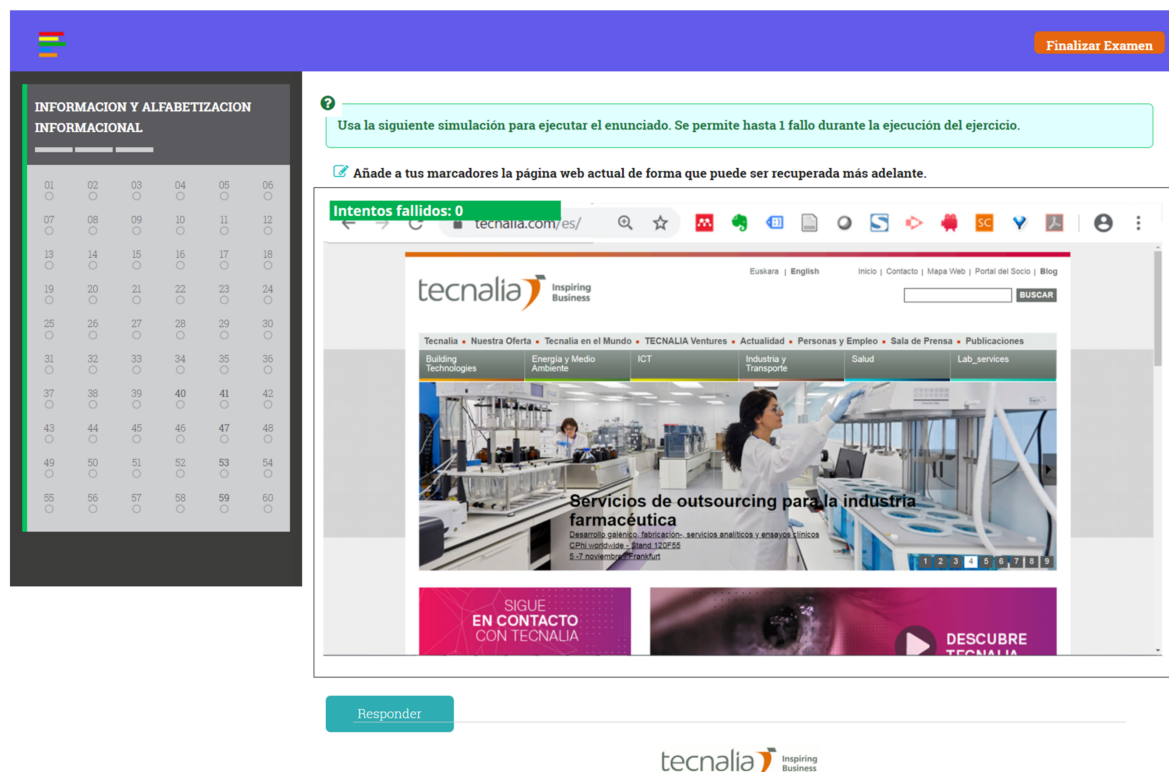 Finalizar Examen
INFORMACION Y ALFABETIZACION
INFORMACIONAL
01 02 03 04 05 06
07 08 09 10 11 12
13 14 15 16 17 18
19 20 21 22 23 24
25 26 27 28 29 30
31 32 33 34 35 36
37 38 39 40 41 42
43 44 45 46 47 48
49 50 51 52 53 54
55 56 57 58 59 60
Usa la siguiente simulación para ejecutar el enunciado. Se permite hasta 1 fallo durante la ejecución del ejercicio.
Añade a tus marcadores la página web actual de forma que puede ser recuperada más adelante.
Intentos fallidos: 0
tecnalia.com/es/
SC
Euskara | English Inicio | Contacto | Mapa Web | Portal del Socio | Blog
tecnalia Inspiring
Business
BUSCAR
Tecnalia Nuestra Oferta Tecnalia en el Mundo TECNALIA Ventures Actualidad Personas y Empleo Sala de Prensa Publicaciones
Building
Technologies
Energía y Medio
Ambiente
ICT
Industria y
Transporte
Salud
Lab_services
Servicios de outsourcing para la industria
farmacéutica
Desarrollo galénico, fabricación-, servicios analíticos y ensayos clínicos
CPhi worldwide - Stand 120F55
5 -7 noviembre, Frankfurt
1 2 3 4 5 6 7 8 9
SIGUE
EN CONTACTO
CON TECNALIA
DESCUBRE
TECNALIA
Responder
tecnalia Inspiring
Business